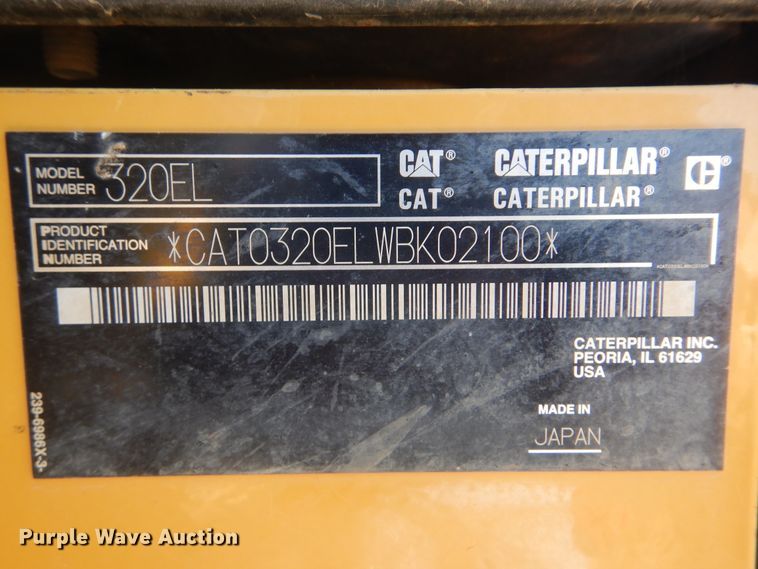 MODEL NUMBER 320EL
CAT® CATERPILLAR® ®
CAT® CATERPILLAR®
PRODUCT IDENTIFICATION NUMBER *CAT0320ELWBK02100*
CATERPILLAR INC.
PEORIA, IL 61629
USA
MADE IN
JAPAN
239-6986X-3
Purple Wave Auction